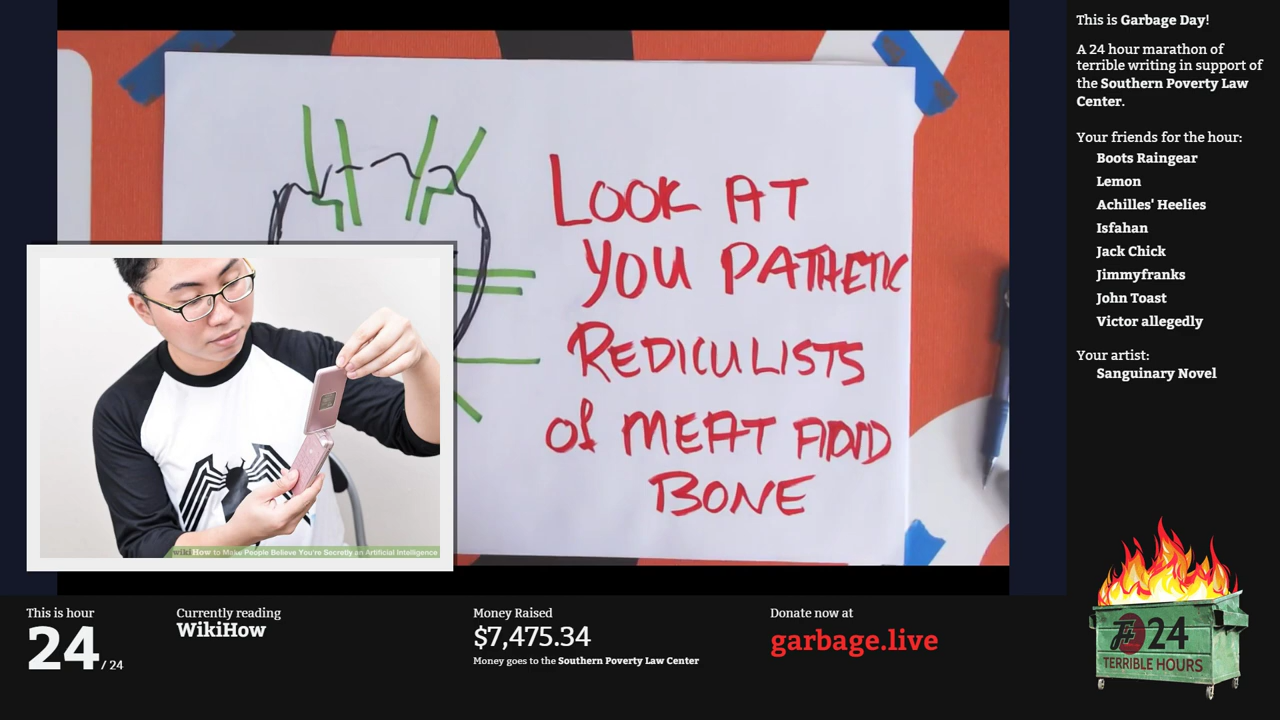 LOOK AT
YOU PATHETIC
REDICULISTS
of MEAT AND
BONE
wikiHow to Make People Believe You're Secretly an Artificial Intelligence
This is Garbage Day!
A 24 hour marathon of
terrible writing in support of
the Southern Poverty Law
Center.
Your friends for the hour:
Boots Raingear
Lemon
Achilles' Heelies
Isfahan
Jack Chick
Jimmyfranks
John Toast
Victor allegedly
Your artist:
Sanguinary Novel
This is hour
24 / 24
Currently reading
WikiHow
Money Raised
$7,475.34
Money goes to the Southern Poverty Law Center
Donate now at
garbage.live
24
TERRIBLE HOURS